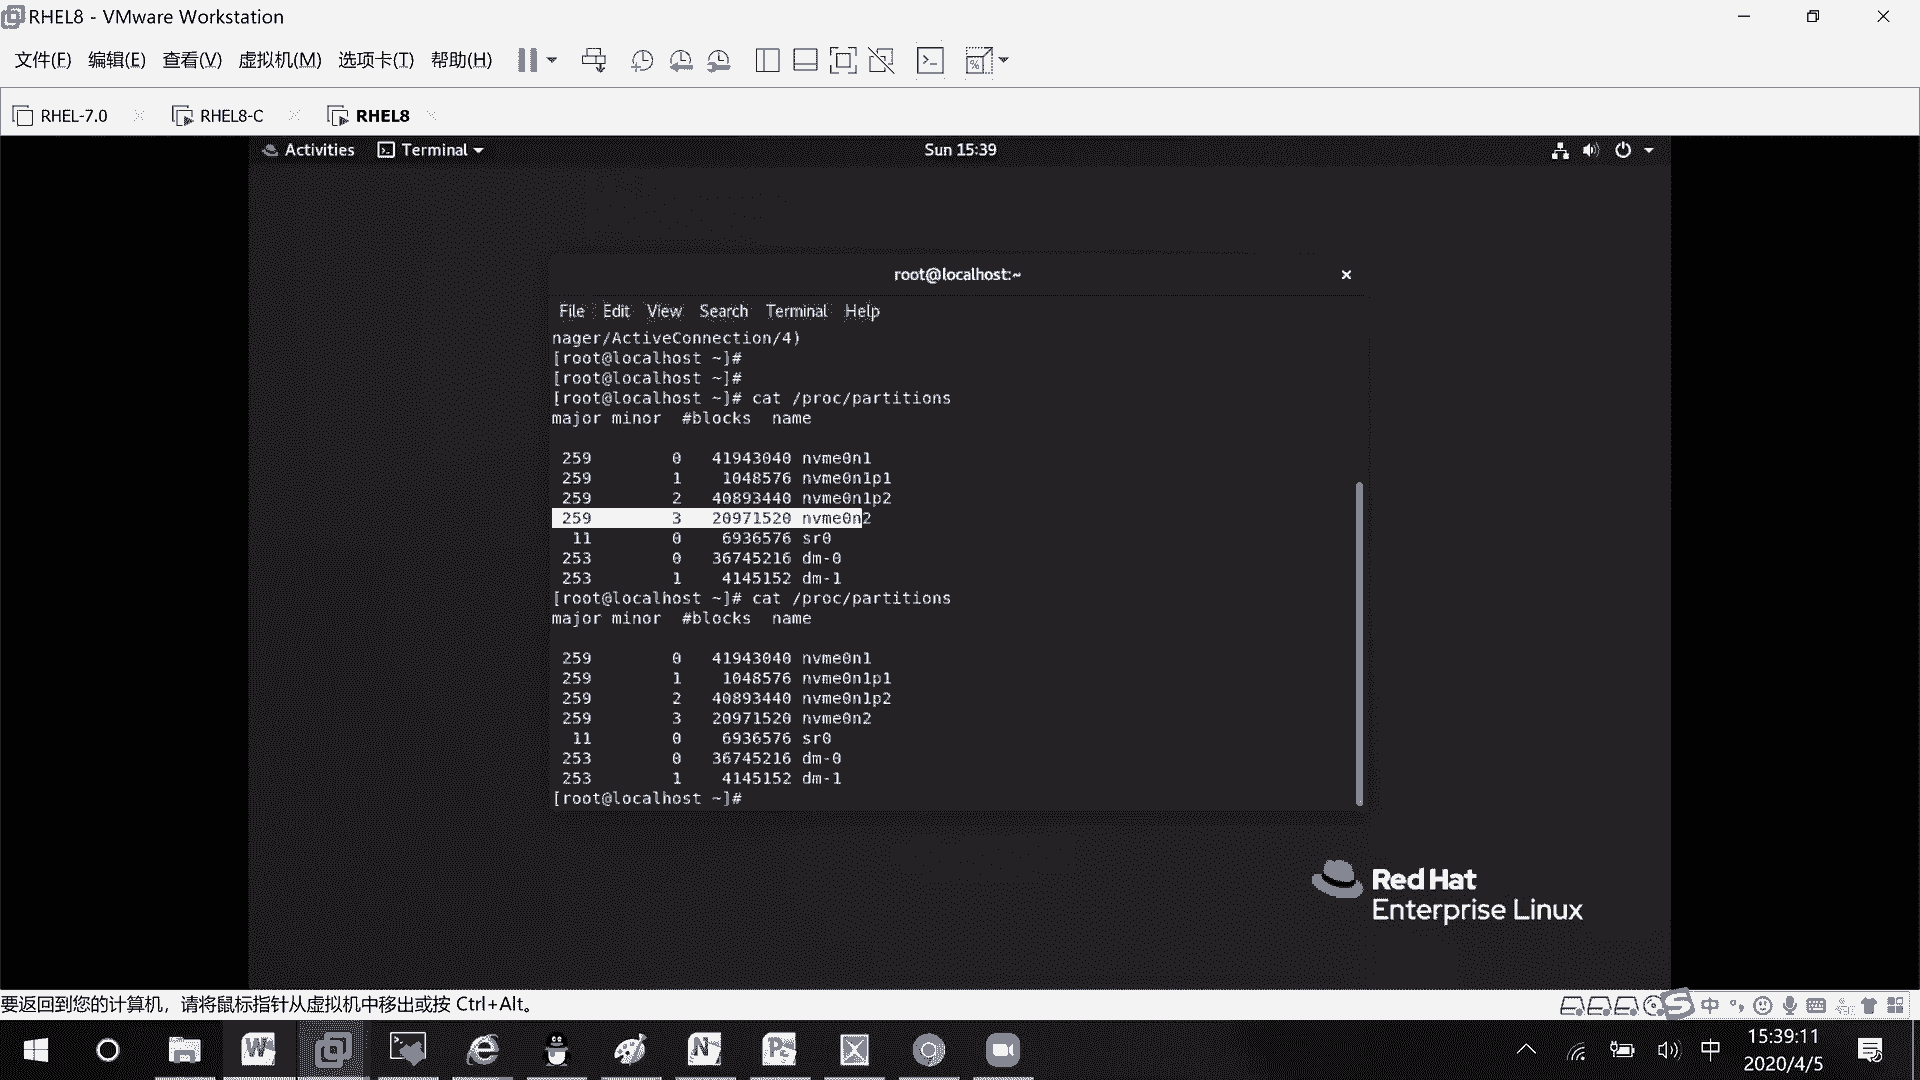 RHEL8 - VMware Workstation
文件(F) 编辑(E) 查看(V) 虚拟机(M) 选项卡(T) 帮助(H)
RHEL-7.0 RHEL8-C RHEL8
Activities Terminal Sun 15:39
root@localhost:~
File Edit View Search Terminal Help
nager/ActiveConnection/4)
[root@localhost ~]#
[root@localhost ~]#
[root@localhost ~]# cat /proc/partitions
major minor  #blocks  name
259        0   41943040 nvme0n1
259        1    1048576 nvme0n1p1
259        2   40893440 nvme0n1p2
259        3   20971520 nvme0n2
11        0    6936576 sr0
253        0   36745216 dm-0
253        1    4145152 dm-1
[root@localhost ~]# cat /proc/partitions
major minor  #blocks  name
259        0   41943040 nvme0n1
259        1    1048576 nvme0n1p1
259        2   40893440 nvme0n1p2
259        3   20971520 nvme0n2
11        0    6936576 sr0
253        0   36745216 dm-0
253        1    4145152 dm-1
[root@localhost ~]#
Red Hat
Enterprise Linux
要返回到您的计算机，请将鼠标指针从虚拟机中移出或按 Ctrl+Alt。
中
中 15:39:11
2020/4/5